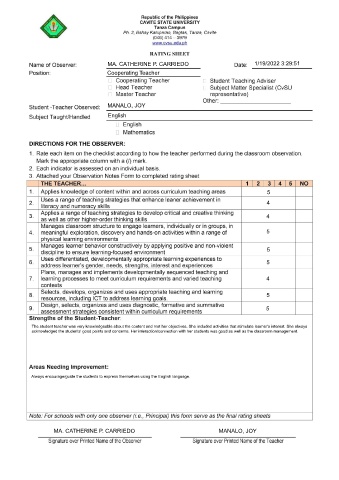 Republic of the Philippines
CAVITE STATE UNIVERSITY
Tanza Campus
Ph. 2, Bahay Katuparan, Bagtas, Tanza, Cavite
(046) 414 - 3979
www.cvsu.edu.ph
RATING SHEET
Name of Observer: MA. CATHERINE P. CARRIEDO Date: 1/19/2022 3:29:51
Position: Cooperating Teacher
Cooperating Teacher
Head Teacher
Master Teacher
Student Teaching Adviser
Subject Matter Specialist (CvSU
representative)
Other:
Student -Teacher Observed: MANALO, JOY
Subject Taught/Handled English
English
Mathematics
DIRECTIONS FOR THE OBSERVER:
1. Rate each item on the checklist according to how the teacher performed during the classroom observation.
Mark the appropriate column with a (/) mark.
2. Each indicator is assessed on an individual basis.
3. Attached your Observer Notes Form to completed rating sheet
THE TEACHER... 1 2 3 4 5 NO
1. Applies knowledge of content within and across curriculum teaching areas 5
2. Uses a range of teaching strategies that enhance leaner achievement in
literacy and numeracy skills 4
3. Applies a range of teaching strategies to develop critical and creative thinking
as well as other higher-order thinking skills 4
4. Manages classroom structure to engage learners, individually or in groups, in
meaningful exploration, discovery and hands-on activities within a range of
physical learning environments 5
5. Manages learner behavior constructively by applying positive and non-violent
discipline to ensure learning-focused environment 5
6. Uses differentiated, developmentally appropriate learning experiences to
address learner's gender, needs, strengths, interest and experiences 5
7. Plans, manages and implements developmentally sequenced teaching and
learning processes to meet curriculum requirements and varied teaching
contexts 4
8. Selects, develops, organizes and uses appropriate teaching and learning
resources, including ICT to address learning goals 5
9. Design, selects, organizes and uses diagnostic, formative and summative
assessment strategies consistent within curriculum requirements 5
Strengths of the Student-Teacher:
The student teacher was very knowledgeable about the content and met her objectives. She included activities that stimulate learner's interest. She always
acknowledged the students' good points and concerns. Her interaction/connection with her students was good as well as the classroom management.
Areas Needing Improvement:
Always encourage/guide the students to express themselves using the English language.
Note: For schools with only one observer (i.e., Principal) this form serve as the final rating sheets
MA. CATHERINE P. CARRIEDO MANALO, JOY
Signature over Printed Name of the Observer Signature over Printed Name of the Teacher